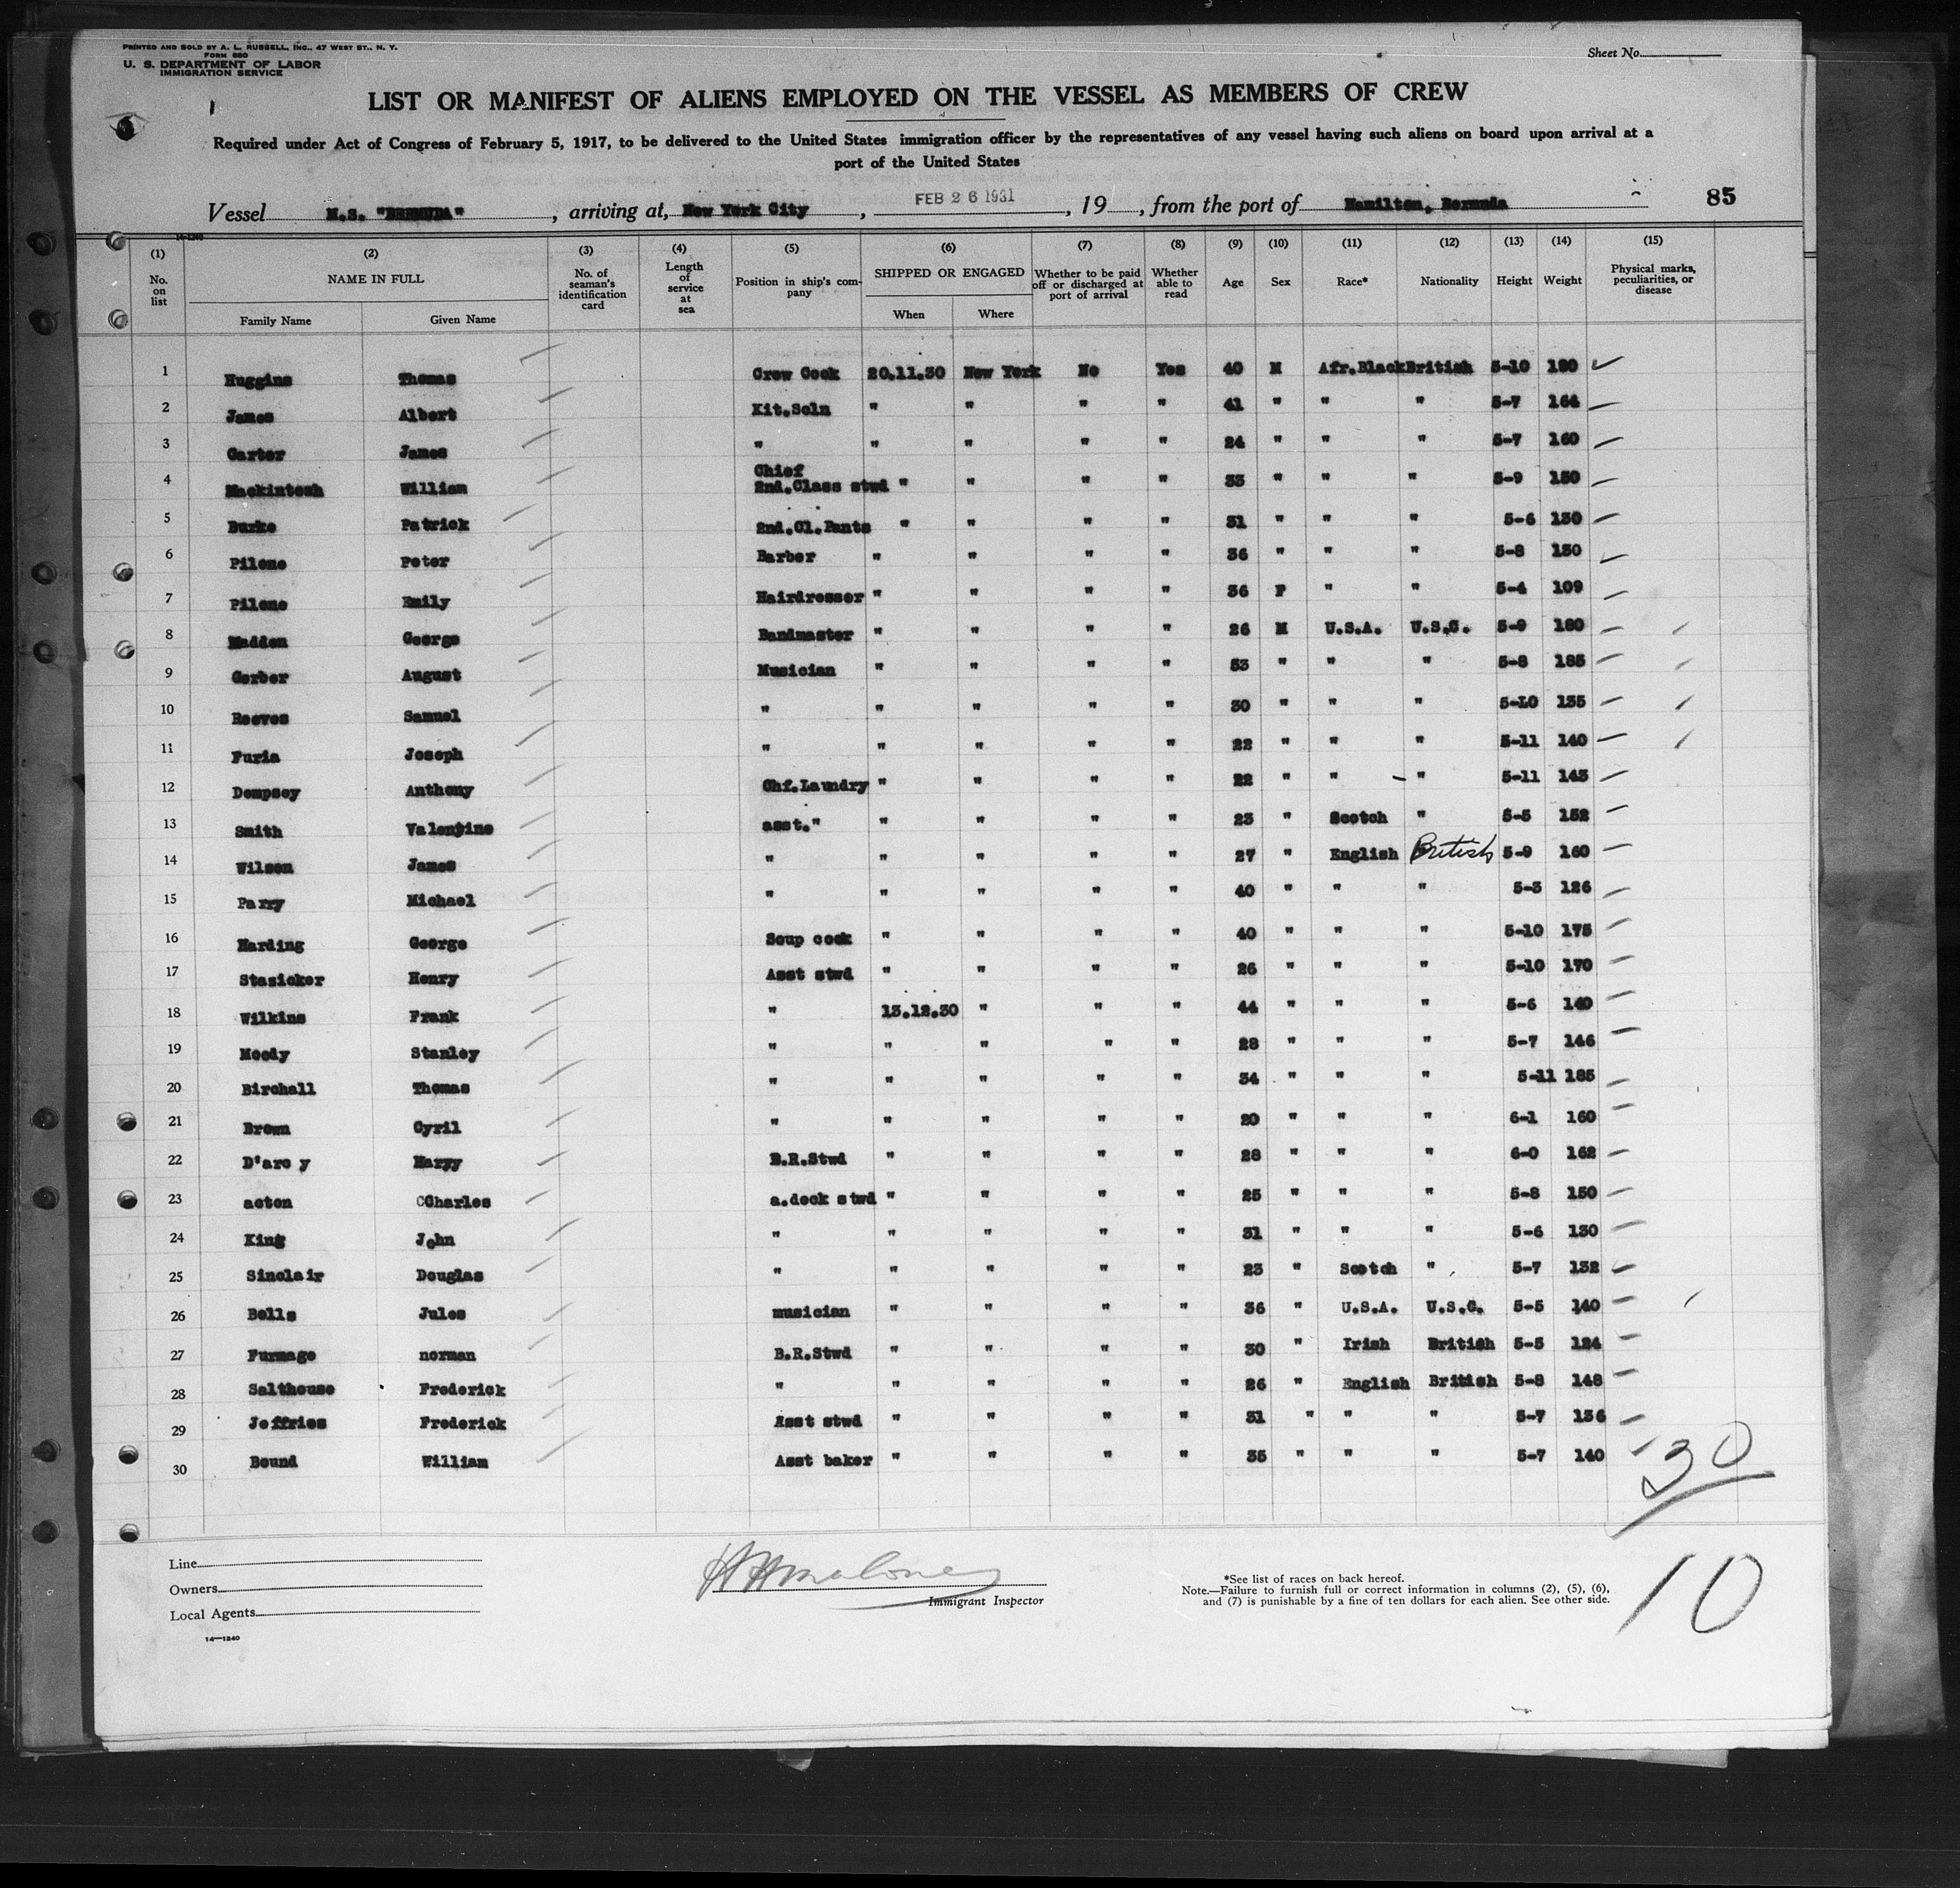 PRINTED AND SOLD BY A. L. RUSSELL, INC., 47 WEST ST., N. Y.
FORM 680
U. S. DEPARTMENT OF LABOR
IMMIGRATION SERVICE
Sheet No.
LIST OR MANIFEST OF ALIENS EMPLOYED ON THE VESSEL AS MEMBERS OF CREW
Required under Act of Congress of February 5, 1917, to be delivered to the United States immigration officer by the representatives of any vessel having such aliens on board upon arrival at a
port of the United States
Vessel M.S. "BERMUDA", arriving at, New York City, FEB 26 1931, 19, from the port of Hamilton, Bermuda 85
14-1240
(1) (2) (3) (4) (5) (6) (7) (8) (9) (10) (11) (12) (13) (14) (15)
No. on list NAME IN FULL Family Name Given Name No. of seaman's identification card Length of service at sea Position in ship's company SHIPPED OR ENGAGED When Where Whether to be paid off or discharged at port of arrival Whether able to read Age Sex Race* Nationality Height Weight Physical marks, peculiarities, or disease
1 Huggins Thomas Crew Cook 20.11.30 New York No Yes 40 M Afr.Black British 5-10 180
2 James Albert Kit.Scln " " " " 41 " " " 5-7 164
3 Carter James " " " " " 24 " " " 5-7 160
4 Mackintosh William Chief 2nd.Class stwd " " " " 33 " " " 5-9 150
5 Burke Patrick 2nd.Cl.Pants " " " " 31 " " " 5-6 130
6 Pilene Peter Barber " " " " 36 " " " 5-8 130
7 Pilene Emily Hairdresser " " " " 36 F " " 5-4 109
8 Madden George Bandmaster " " " " 26 M U.S.A. U.S.C. 5-9 180
9 Gerber August Musician " " " " 53 " " " 5-8 185
10 Reeves Samuel " " " " " 30 " " " 5-10 135
11 Furia Joseph " " " " " 22 " " " 5-11 140
12 Dempsey Anthony Chf.Laundry " " " " 22 " " " 5-11 145
13 Smith Valentine asst." " " " " 23 " Scotch " 5-5 152
14 Wilson James " " " " " 27 " English British 5-9 160
15 Parry Michael " " " " " 40 " " " 5-3 126
16 Harding George Soup cook " " " " 40 " " " 5-10 175
17 Stasicker Henry Asst stwd " " " " 26 " " " 5-10 170
18 Wilkins Frank " 13.12.30 " " " 44 " " " 5-6 140
19 Moody Stanley " " " " " 28 " " " 5-7 146
20 Birchall Thomas " " " " " 34 " " " 5-11 185
21 Brown Cyril " " " " " 20 " " " 6-1 160
22 D'arc y Harry B.R.Stwd " " " " 28 " " " 6-0 162
23 acton CCharles a.deck stwd " " " " 25 " " " 5-8 150
24 King John " " " " " 31 " " " 5-6 130
25 Sinclair Douglas " " " " " 23 " Scotch " 5-7 132
26 Bells Jules musician " " " " 36 " U.S.A. U.S.C. 5-5 140
27 Furmage norman B.R.Stwd " " " " 30 " Irish British 5-5 124
28 Salthouse Frederick " " " " " 26 " English British 5-8 148
29 Jeffries Frederick Asst stwd " " " " 31 " " " 5-7 136
30 Bound William Asst baker " " " " 35 " " " 5-7 140
30
10
Line
Owners
Local Agents
14—1240
Immigrant Inspector
*See list of races on back hereof.
Note.—Failure to furnish full or correct information in columns (2), (5), (6),
and (7) is punishable by a fine of ten dollars for each alien. See other side.